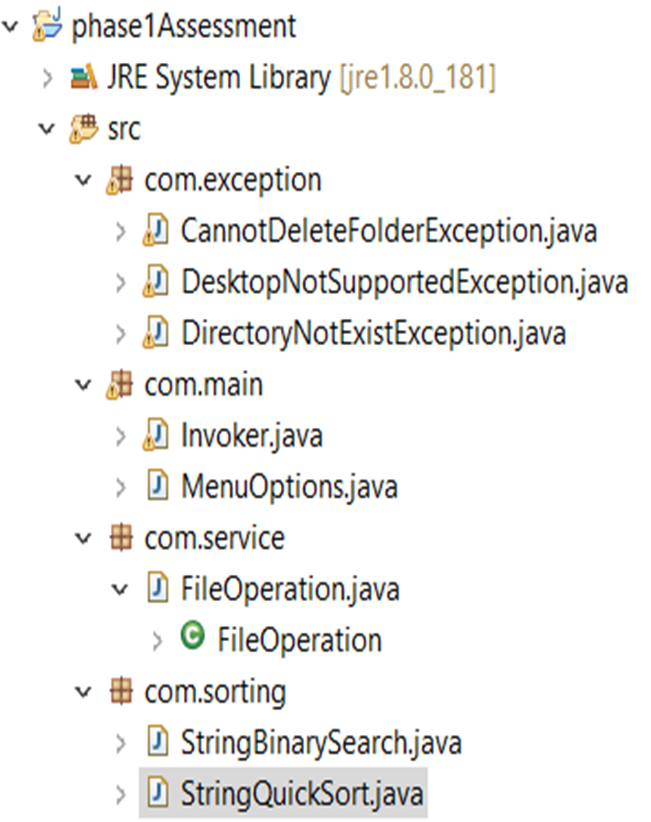 phase1Assessment
JRE System Library [jre1.8.0_181]
src
com.exception
CannotDeleteFolderException.java
DesktopNotSupportedException.java
DirectoryNotExistException.java
com.main
Invoker.java
MenuOptions.java
com.service
FileOperation.java
FileOperation
com.sorting
StringBinarySearch.java
StringQuickSort.java